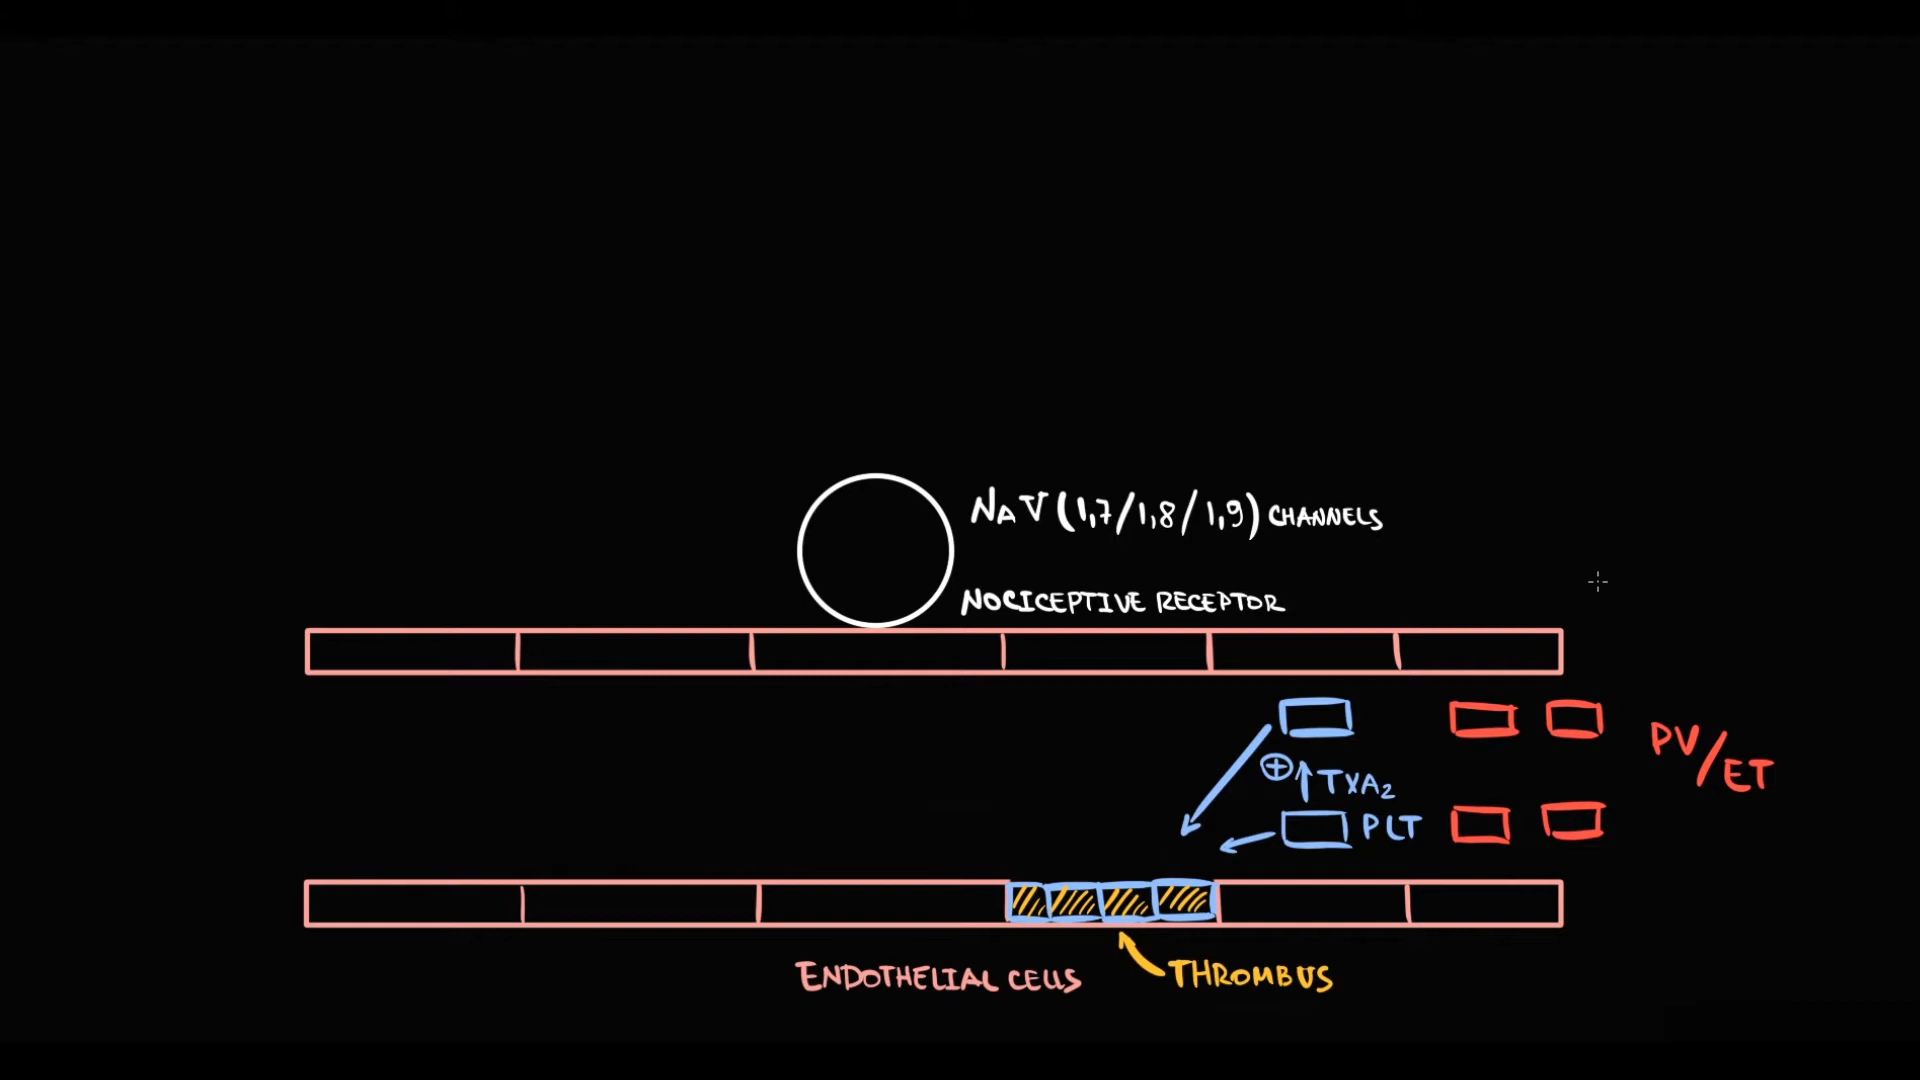 NaV (1,7/1,8/1,9) CHANNELS
NOCICEPTIVE RECEPTOR
PV/ET
⊕ ↑ TXA₂
PLT
ENDOTHELIAL CELLS
THROMBUS